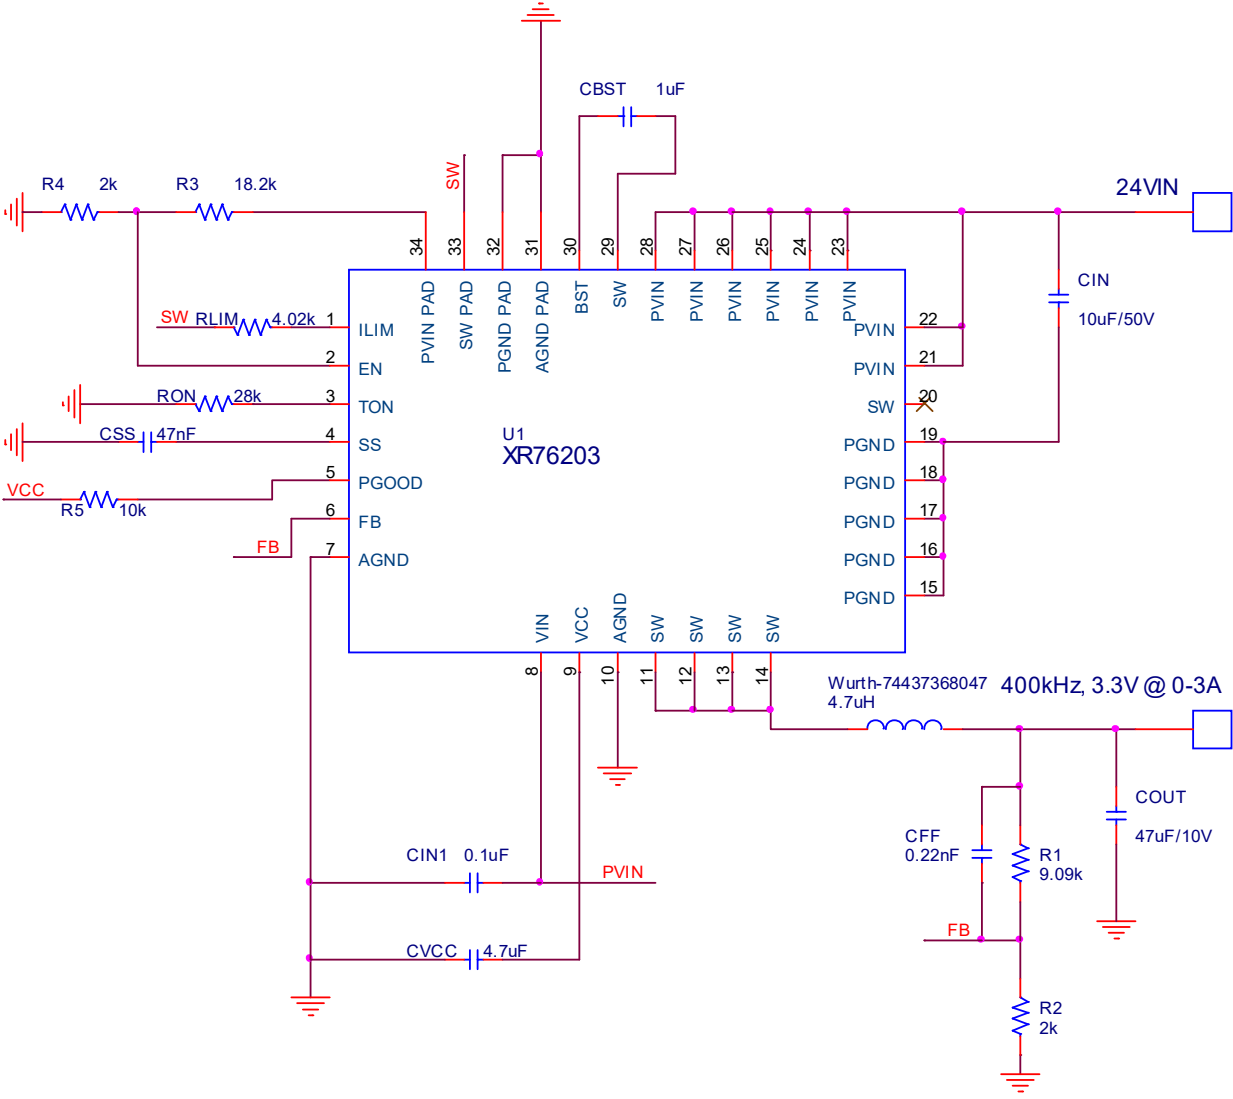 CBST 1uF
SW
R4 2k R3 18.2k
24VIN
34 33 32 31 30 29 28 27 26 25 24 23
PVIN PAD
SW PAD
PGND PAD
AGND PAD
BST
SW
PVIN
PVIN
PVIN
PVIN
PVIN
PVIN
CIN
10uF/50V
SW RLIM 4.02k 1 ILIM
PVIN 22
2 EN
PVIN 21
RON 28k 3 TON
SW 20
CSS 47nF 4 SS
PGND 19
U1
XR76203
VCC R5 10k 5 PGOOD
PGND 18
FB 6 FB
PGND 17
7 AGND
PGND 16
PGND 15
VIN
VCC
AGND
SW
SW
SW
SW
8 9 10 11 12 13 14
Wurth-74437368047
4.7uH
400kHz, 3.3V @ 0-3A
COUT
47uF/10V
CFF
0.22nF
R1
9.09k
CIN1 0.1uF
PVIN
FB
CVCC 4.7uF
R2
2k